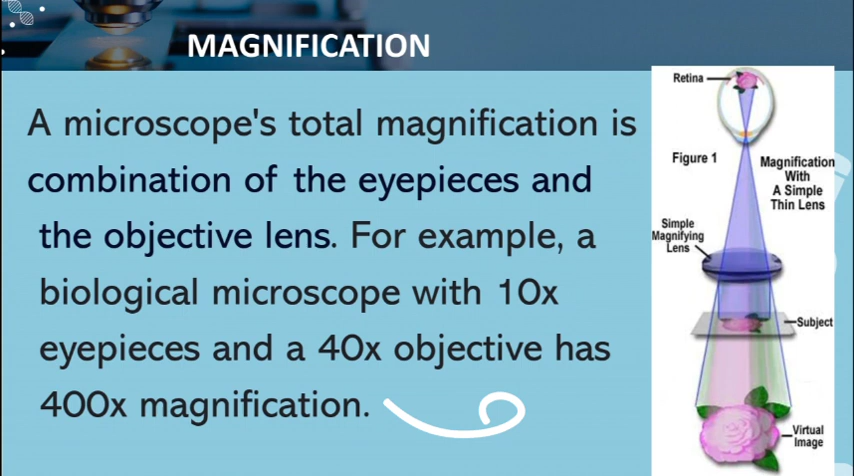 MAGNIFICATION
A microscope's total magnification is
combination of the eyepieces and
the objective lens. For example, a
biological microscope with 10x
eyepieces and a 40x objective has
400x magnification.
Retina
Figure 1
Magnification
With
A Simple
Thin Lens
Simple
Magnifying
Lens
Subject
Virtual
Image